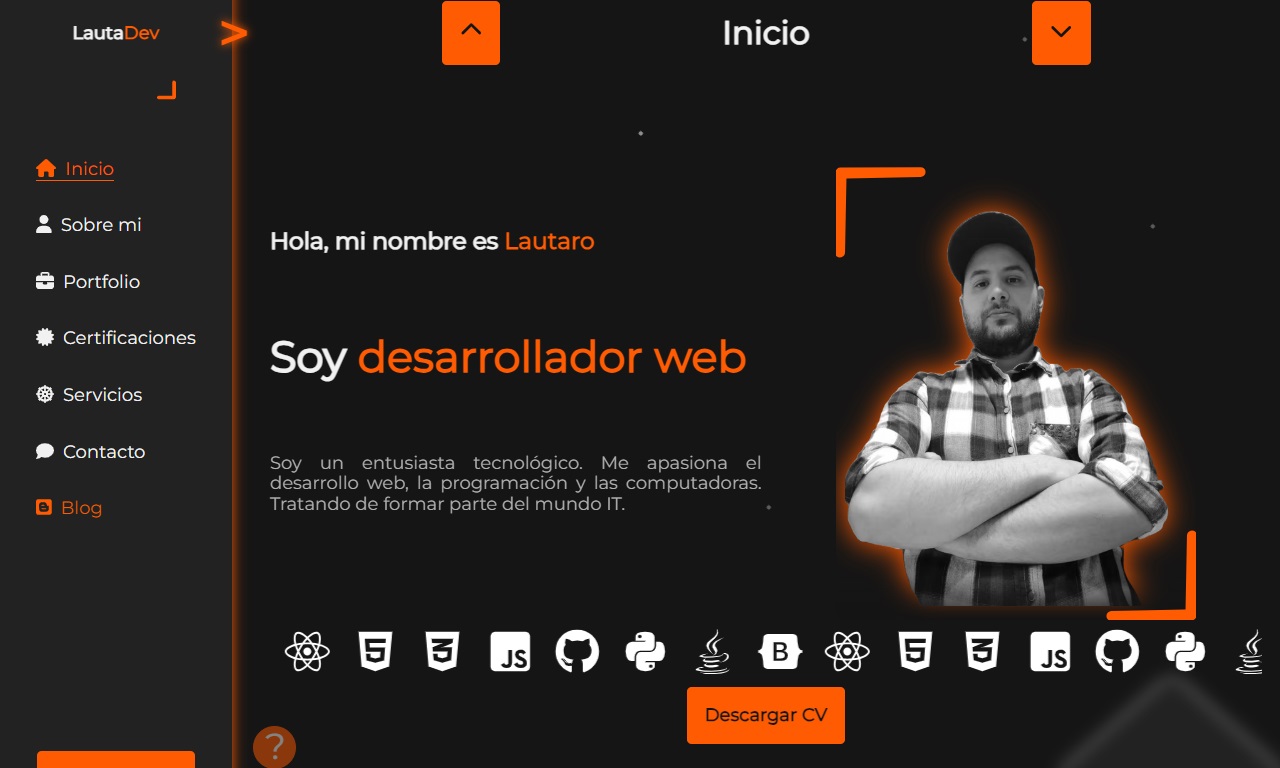 LautaDev
>
Inicio
Inicio
Sobre mi
Portfolio
Certificaciones
Servicios
Contacto
Blog
Hola, mi nombre es Lautaro
Soy desarrollador web
Soy un entusiasta tecnológico. Me apasiona el
desarrollo web, la programación y las computadoras.
Tratando de formar parte del mundo IT.
5 3 JS B 5 3 JS
Descargar CV
?